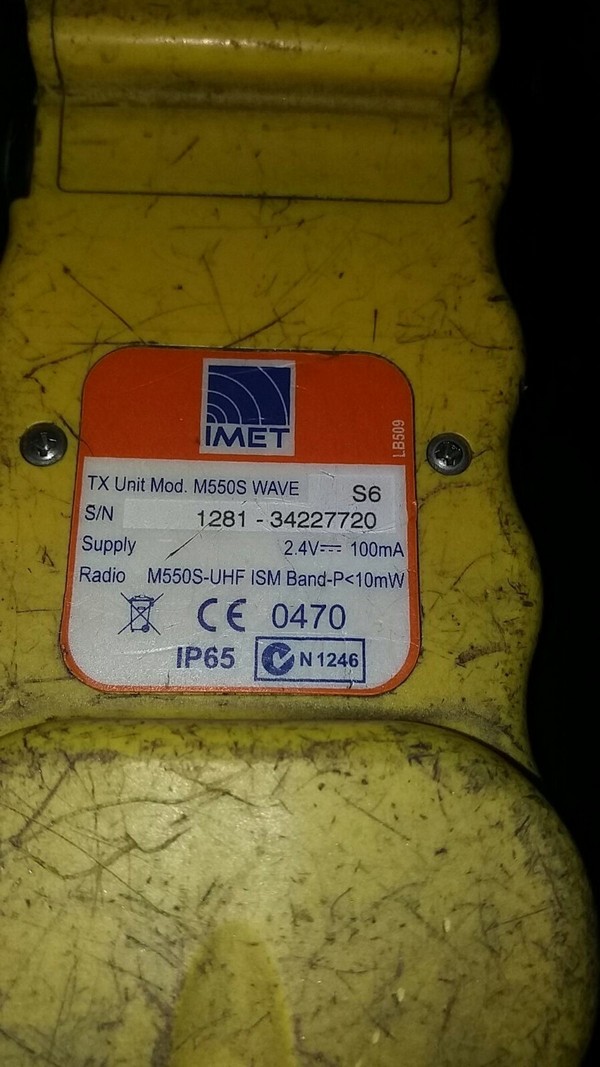 IMET
LB509
TX Unit Mod. M550S WAVE S6
S/N 1281 - 34227720
Supply 2.4V⎓ 100mA
Radio M550S-UHF ISM Band-P<10mW
CE 0470
IP65 N1246